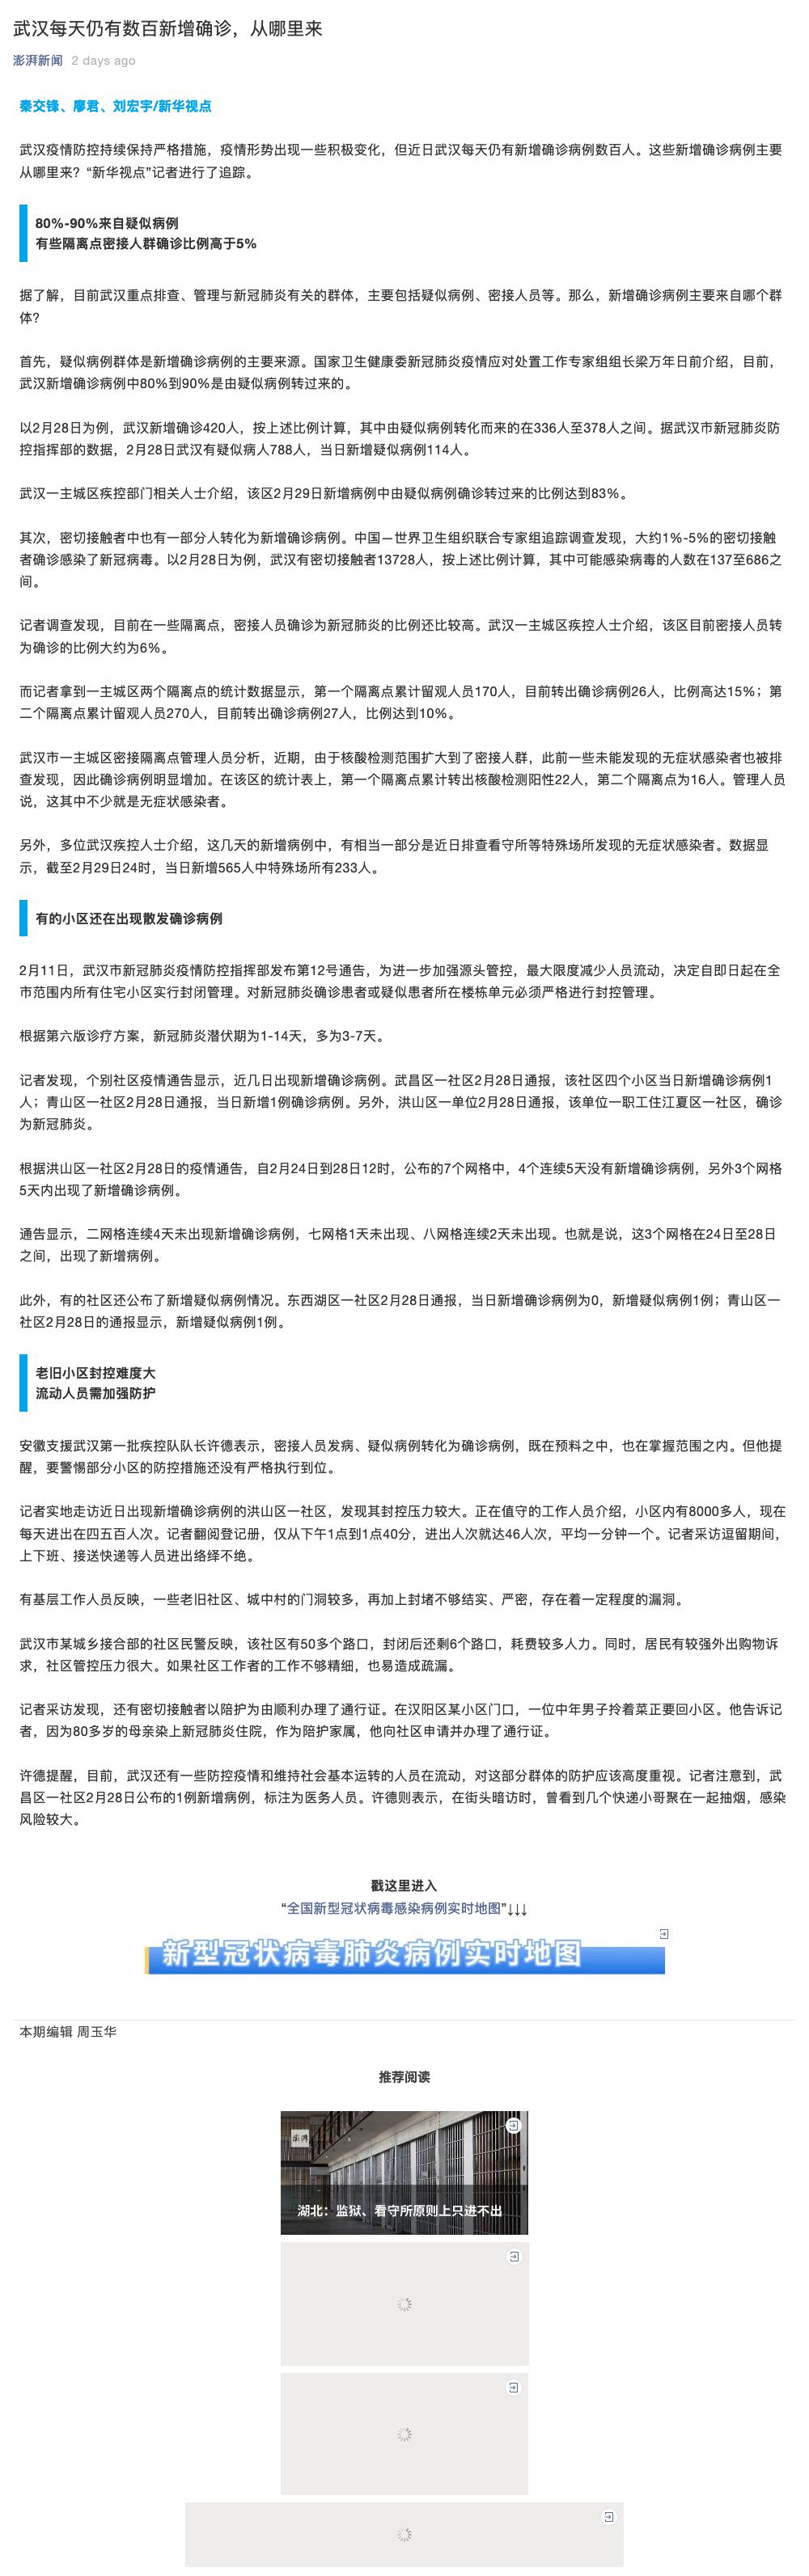 武汉每天仍有数百新增确诊，从哪里来
澎湃新闻 2 days ago
秦交锋、廖君、刘宏宇/新华视点
武汉疫情防控持续保持严格措施，疫情形势出现一些积极变化，但近日武汉每天仍有新增确诊病例数百人。这些新增确诊病例主要
从哪里来？“新华视点”记者进行了追踪。
80%-90%来自疑似病例
有些隔离点密接人群确诊比例高于5%
据了解，目前武汉重点排查、管理与新冠肺炎有关的群体，主要包括疑似病例、密接人员等。那么，新增确诊病例主要来自哪个群
体？
首先，疑似病例群体是新增确诊病例的主要来源。国家卫生健康委新冠肺炎疫情应对处置工作专家组组长梁万年日前介绍，目前，
武汉新增确诊病例中80%到90%是由疑似病例转过来的。
以2月28日为例，武汉新增确诊420人，按上述比例计算，其中由疑似病例转化而来的在336人至378人之间。据武汉市新冠肺炎防
控指挥部的数据，2月28日武汉有疑似病人788人，当日新增疑似病例114人。
武汉一主城区疾控部门相关人士介绍，该区2月29日新增病例中由疑似病例确诊转过来的比例达到83%。
其次，密切接触者中也有一部分人转化为新增确诊病例。中国—世界卫生组织联合专家组追踪调查发现，大约1%-5%的密切接触
者确诊感染了新冠病毒。以2月28日为例，武汉有密切接触者13728人，按上述比例计算，其中可能感染病毒的人数在137至686之
间。
记者调查发现，目前在一些隔离点，密接人员确诊为新冠肺炎的比例还比较高。武汉一主城区疾控人士介绍，该区目前密接人员转
为确诊的比例大约为6%。
而记者拿到一主城区两个隔离点的统计数据显示，第一个隔离点累计留观人员170人，目前转出确诊病例26人，比例高达15%；第
二个隔离点累计留观人员270人，目前转出确诊病例27人，比例达到10%。
武汉市一主城区密接隔离点管理人员分析，近期，由于核酸检测范围扩大到了密接人群，此前一些未能发现的无症状感染者也被排
查发现，因此确诊病例明显增加。在该区的统计表上，第一个隔离点累计转出核酸检测阳性22人，第二个隔离点为16人。管理人员
说，这其中不少就是无症状感染者。
另外，多位武汉疾控人士介绍，这几天的新增病例中，有相当一部分是近日排查看守所等特殊场所发现的无症状感染者。数据显
示，截至2月29日24时，当日新增565人中特殊场所有233人。
有的小区还在出现散发确诊病例
2月11日，武汉市新冠肺炎疫情防控指挥部发布第12号通告，为进一步加强源头管控，最大限度减少人员流动，决定自即日起在全
市范围内所有住宅小区实行封闭管理。对新冠肺炎确诊患者或疑似患者所在楼栋单元必须严格进行封控管理。
根据第六版诊疗方案，新冠肺炎潜伏期为1-14天，多为3-7天。
记者发现，个别社区疫情通告显示，近几日出现新增确诊病例。武昌区一社区2月28日通报，该社区四个小区当日新增确诊病例1
人；青山区一社区2月28日通报，当日新增1例确诊病例。另外，洪山区一单位2月28日通报，该单位一职工住江夏区一社区，确诊
为新冠肺炎。
根据洪山区一社区2月28日的疫情通告，自2月24日到28日12时，公布的7个网格中，4个连续5天没有新增确诊病例，另外3个网格
5天内出现了新增确诊病例。
通告显示，二网格连续4天未出现新增确诊病例，七网格1天未出现、八网格连续2天未出现。也就是说，这3个网格在24日至28日
之间，出现了新增病例。
此外，有的社区还公布了新增疑似病例情况。东西湖区一社区2月28日通报，当日新增确诊病例为0，新增疑似病例1例；青山区一
社区2月28日的通报显示，新增疑似病例1例。
老旧小区封控难度大
流动人员需加强防护
安徽支援武汉第一批疾控队队长许德表示，密接人员发病、疑似病例转化为确诊病例，既在预料之中，也在掌握范围之内。但他提
醒，要警惕部分小区的防控措施还没有严格执行到位。
记者实地走访近日出现新增确诊病例的洪山区一社区，发现其封控压力较大。正在值守的工作人员介绍，小区内有8000多人，现在
每天进出在四五百人次。记者翻阅登记册，仅从下午1点到1点40分，进出人次就达46人次，平均一分钟一个。记者采访逗留期间，
上下班、接送快递等人员进出络绎不绝。
有基层工作人员反映，一些老旧社区、城中村的门洞较多，再加上封堵不够结实、严密，存在着一定程度的漏洞。
武汉市某城乡接合部的社区民警反映，该社区有50多个路口，封闭后还剩6个路口，耗费较多人力。同时，居民有较强外出购物诉
求，社区管控压力很大。如果社区工作者的工作不够精细，也易造成疏漏。
记者采访发现，还有密切接触者以陪护为由顺利办理了通行证。在汉阳区某小区门口，一位中年男子拎着菜正要回小区。他告诉记
者，因为80多岁的母亲染上新冠肺炎住院，作为陪护家属，他向社区申请并办理了通行证。
许德提醒，目前，武汉还有一些防控疫情和维持社会基本运转的人员在流动，对这部分群体的防护应该高度重视。记者注意到，武
昌区一社区2月28日公布的1例新增病例，标注为医务人员。许德则表示，在街头暗访时，曾看到几个快递小哥聚在一起抽烟，感染
风险较大。
戳这里进入
“全国新型冠状病毒感染病例实时地图”↓↓↓
新型冠状病毒肺炎病例实时地图
本期编辑 周玉华
推荐阅读
澎湃
湖北：监狱、看守所原则上只进不出